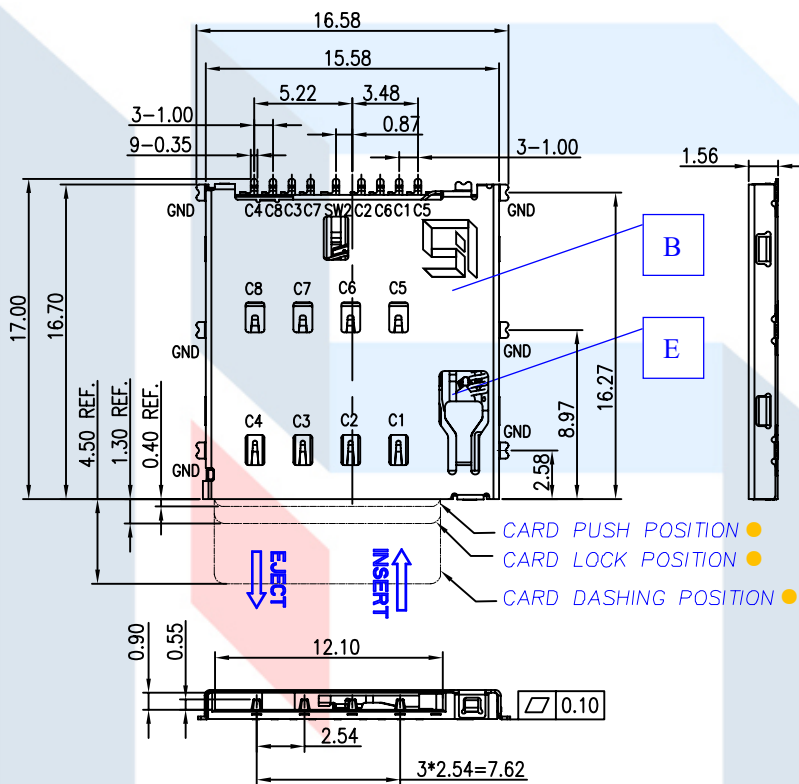 16.58
15.58
5.22
3.48
3-1.00
0.87
9-0.35
3-1.00
1.56
GND
C4 C8 C3 C7 SW2 C2 C6 C1 C5
GND
B
17.00
16.70
C8 C7 C6 C5
GND
GND
E
16.27
8.97
4.50 REF.
1.30 REF.
0.40 REF.
C4 C3 C2 C1
GND
GND
2.58
CARD PUSH POSITION
CARD LOCK POSITION
CARD DASHING POSITION
EJECT
INSERT
0.90
0.55
12.10
0.10
2.54
3*2.54=7.62